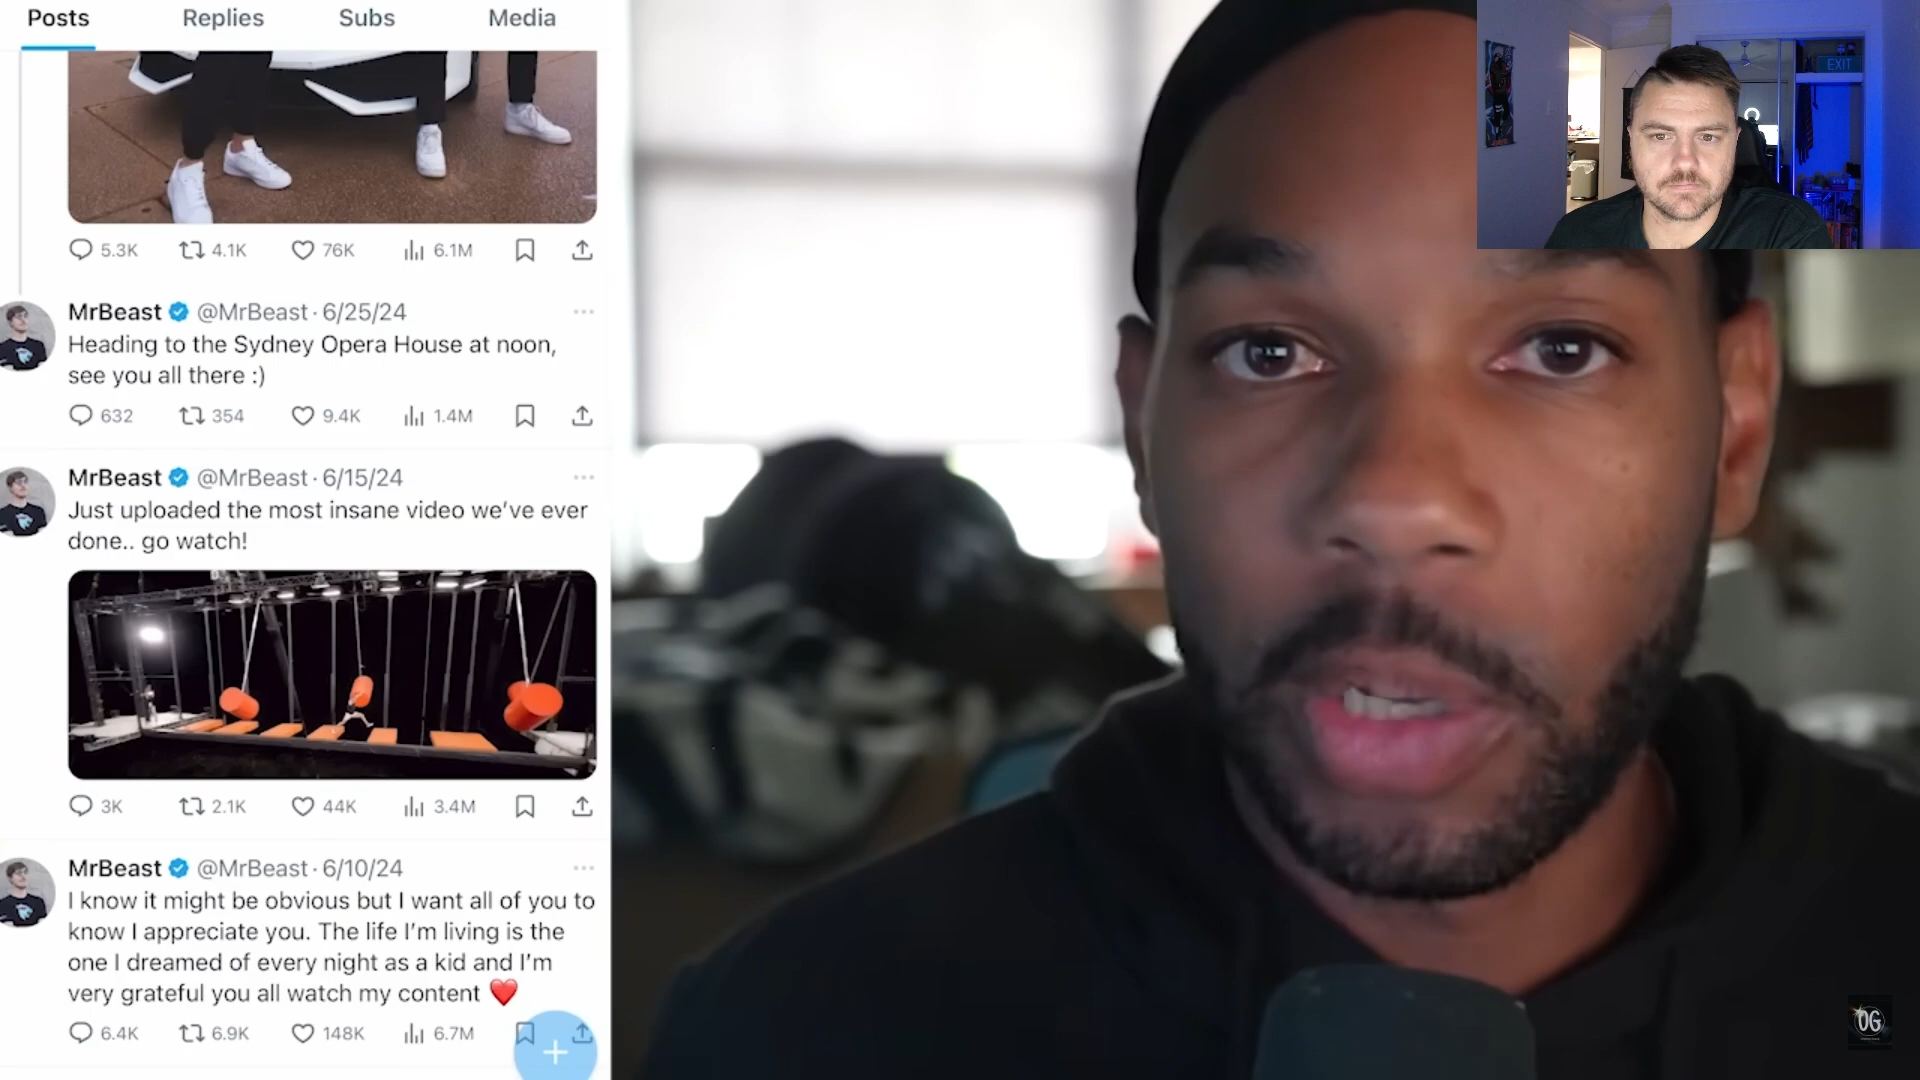 Posts Replies Subs Media
5.3K 4.1K 76K 6.1M
MrBeast @MrBeast · 6/25/24
Heading to the Sydney Opera House at noon,
see you all there :)
632 354 9.4K 1.4M
MrBeast @MrBeast · 6/15/24
Just uploaded the most insane video we've ever
done.. go watch!
3K 2.1K 44K 3.4M
MrBeast @MrBeast · 6/10/24
I know it might be obvious but I want all of you to
know I appreciate you. The life I'm living is the
one I dreamed of every night as a kid and I'm
very grateful you all watch my content ❤️
6.4K 6.9K 148K 6.7M
EXIT
OG